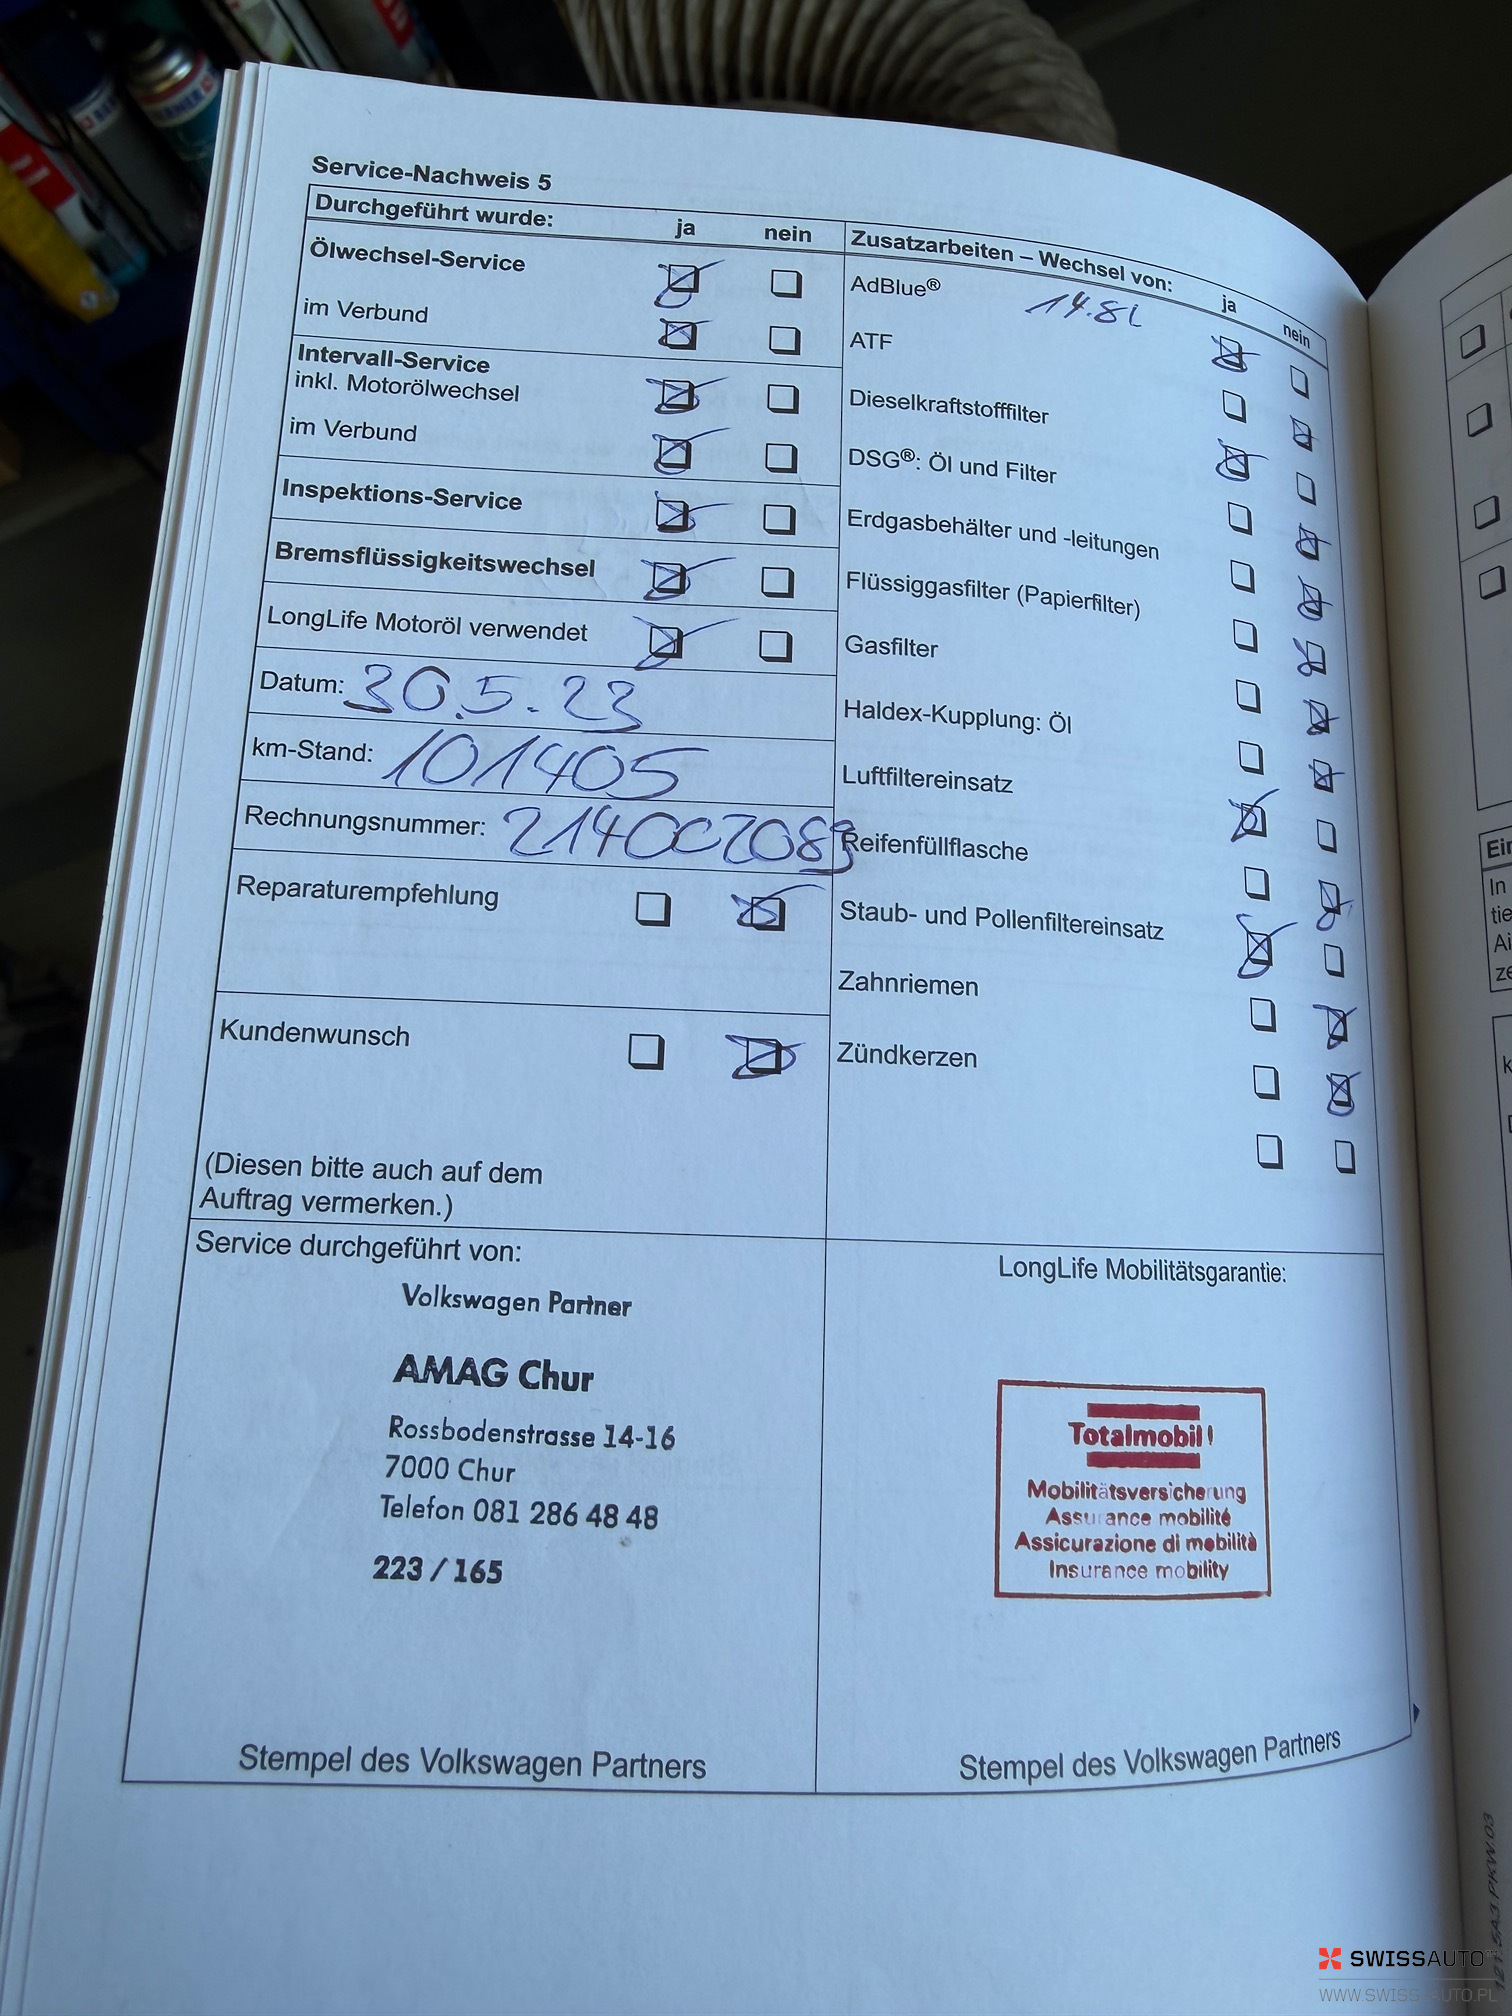 Service-Nachweis 5
Durchgeführt wurde: ja nein
Ölwechsel-Service
im Verbund
Intervall-Service
inkl. Motorölwechsel
im Verbund
Inspektions-Service
Bremsflüssigkeitswechsel
LongLife Motoröl verwendet
Datum: 30.5.23
km-Stand: 101405
Rechnungsnummer: 2140020839
Reparaturempfehlung
Kundenwunsch
(Diesen bitte auch auf dem
Auftrag vermerken.)
Zusatzarbeiten – Wechsel von: ja nein
AdBlue® 14.8L
ATF
Dieselkraftstofffilter
DSG®: Öl und Filter
Erdgasbehälter und -leitungen
Flüssiggasfilter (Papierfilter)
Gasfilter
Haldex-Kupplung: Öl
Luftfiltereinsatz
Reifenfüllflasche
Staub- und Pollenfiltereinsatz
Zahnriemen
Zündkerzen
Service durchgeführt von:
Volkswagen Partner
AMAG Chur
Rossbodenstrasse 14-16
7000 Chur
Telefon 081 286 48 48
223 / 165
Stempel des Volkswagen Partners
LongLife Mobilitätsgarantie:
Totalmobil!
Mobilitätsversicherung
Assurance mobilité
Assicurazione di mobilità
Insurance mobility
Stempel des Volkswagen Partners
In
tie
Ai
SWISSAUTO
WWW.SWISSAUTO.PL